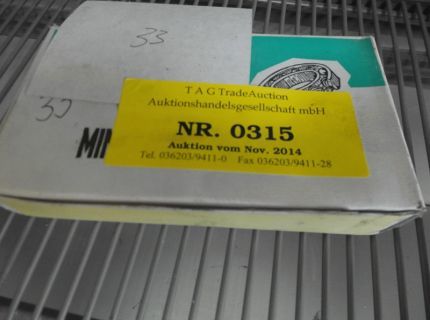 33
T A G TradeAuction
Auktionshandelsgesellschaft mbH
NR. 0315
Auktion vom Nov. 2014
Tel. 036203/9411-0 Fax 036203/9411-28